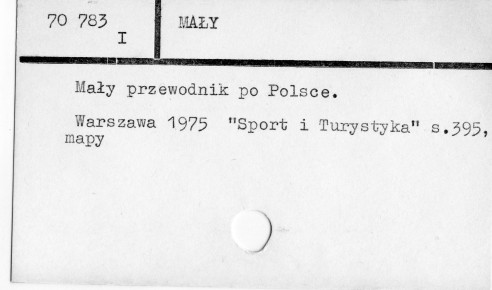 70 783
I
MAŁY
Mały przewodnik po Polsce.
Warszawa 1975 "Sport i Turystyka" s.395,
mapy